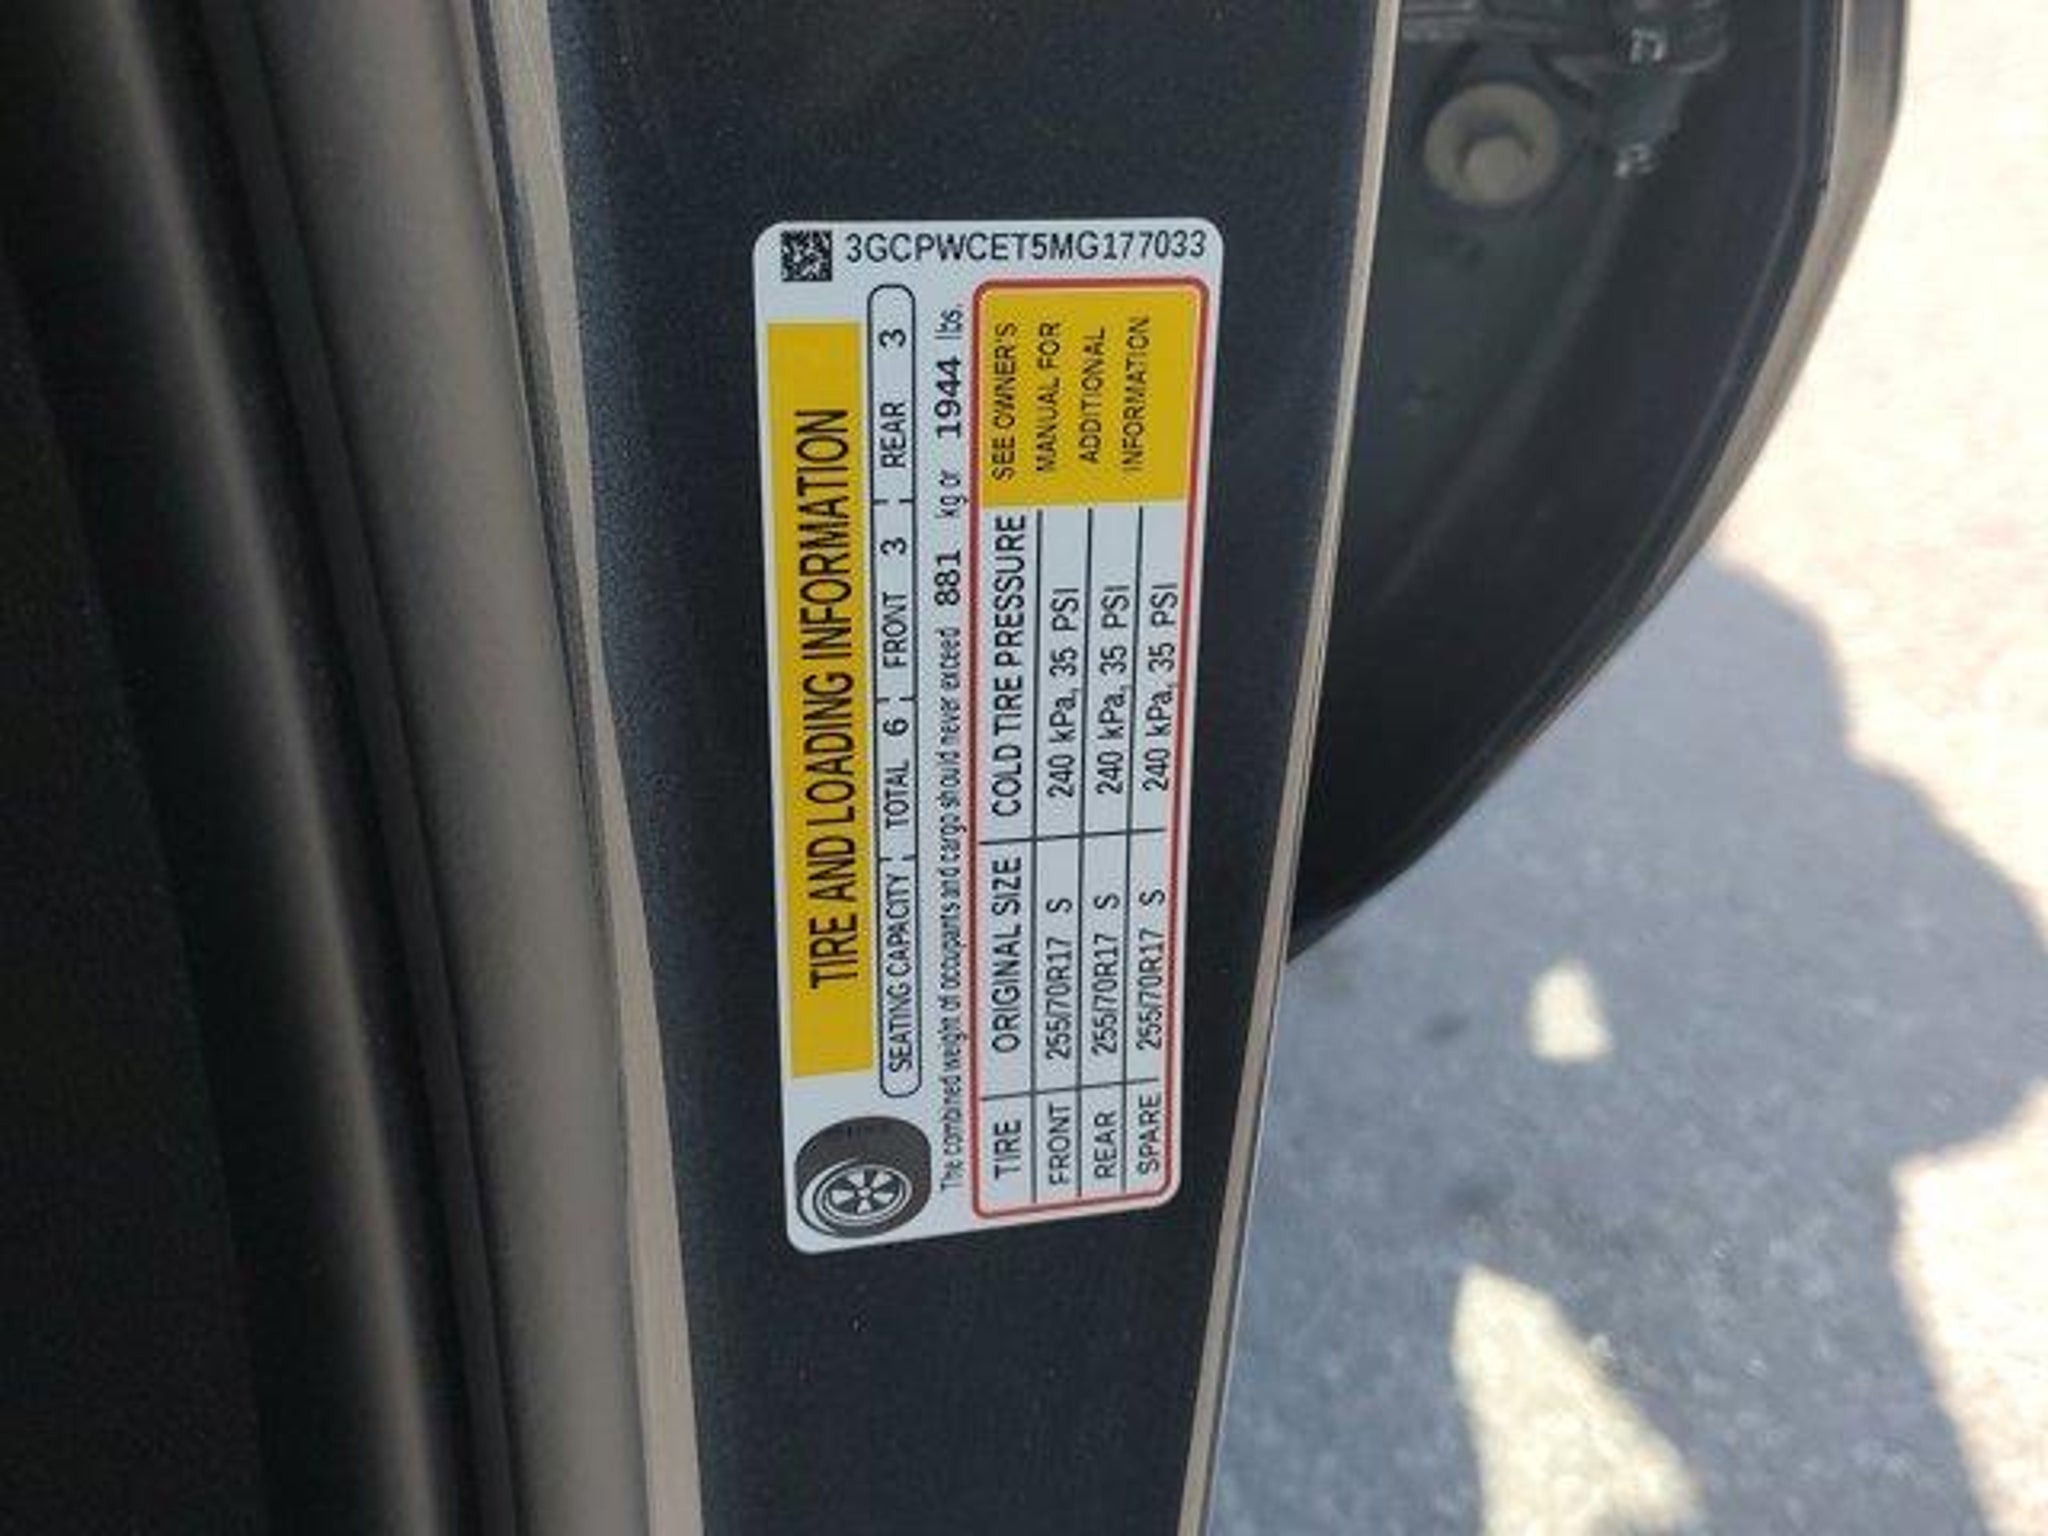 3GCPWCET5MG177033
TIRE AND LOADING INFORMATION
SEATING CAPACITY TOTAL 6 FRONT 3 REAR 3
The combined weight of occupants and cargo should never exceed 881 kg or 1944 lbs.
TIRE ORIGINAL SIZE COLD TIRE PRESSURE
FRONT 255/70R17 S 240 kPa, 35 PSI
REAR 255/70R17 S 240 kPa, 35 PSI
SPARE 255/70R17 S 240 kPa, 35 PSI
SEE OWNER'S
MANUAL FOR
ADDITIONAL
INFORMATION